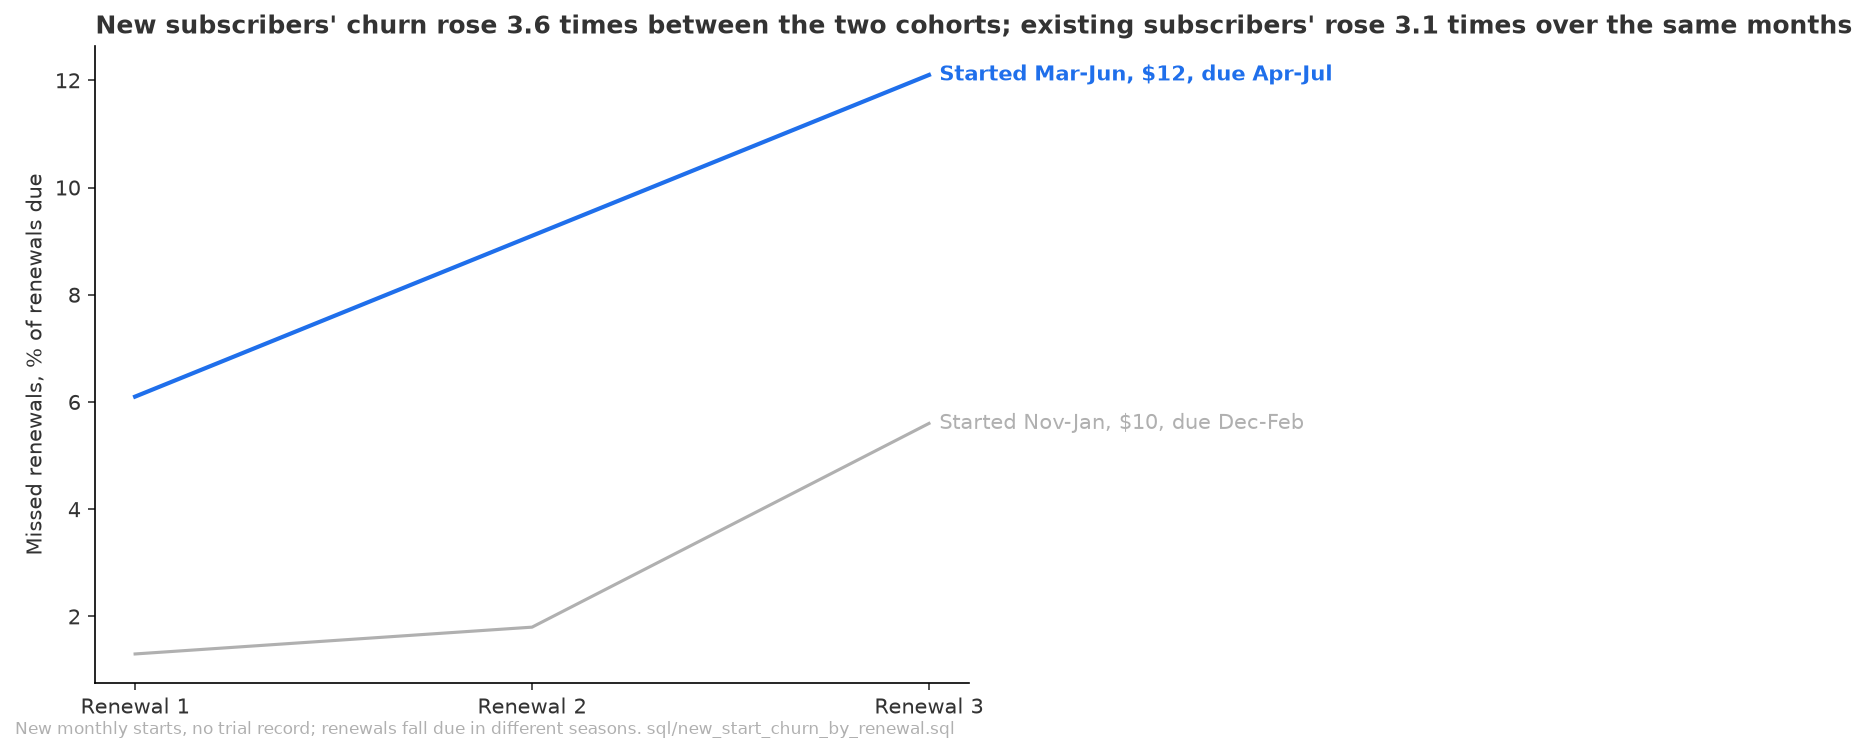 New subscribers' churn rose 3.6 times between the two cohorts; existing subscribers' rose 3.1 times over the same months
Missed renewals, % of renewals due
12
10
8
6
4
2
Started Mar-Jun, $12, due Apr-Jul
Started Nov-Jan, $10, due Dec-Feb
Renewal 1
Renewal 2
Renewal 3
New monthly starts, no trial record; renewals fall due in different seasons. sql/new_start_churn_by_renewal.sql